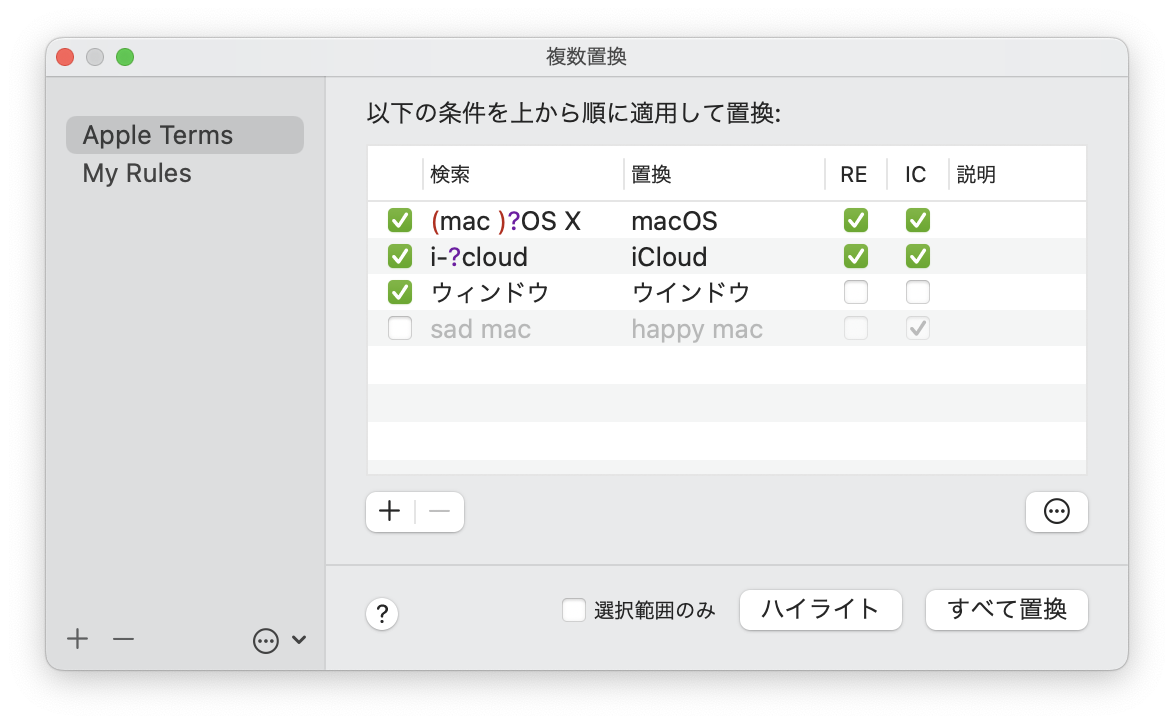 複数置換
Apple Terms
My Rules
以下の条件を上から順に適用して置換:
検索 置換 RE IC 説明
(mac )?OS X macOS
i-?cloud iCloud
ウィンドウ ウインドウ
sad mac happy mac
? 選択範囲のみ ハイライト すべて置換